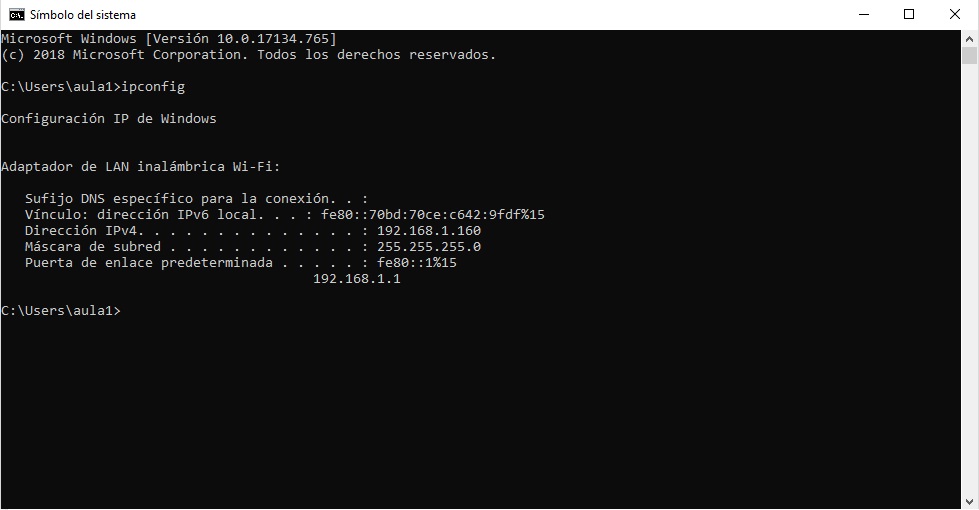 Símbolo del sistema
Microsoft Windows [Versión 10.0.17134.765]
(c) 2018 Microsoft Corporation. Todos los derechos reservados.
C:\Users\aula1>ipconfig
Configuración IP de Windows
Adaptador de LAN inalámbrica Wi-Fi:
   Sufijo DNS específico para la conexión. . :
   Vínculo: dirección IPv6 local. . . : fe80::70bd:70ce:c642:9fdf%15
   Dirección IPv4. . . . . . . . . . . . . . : 192.168.1.160
   Máscara de subred . . . . . . . . . . . . : 255.255.255.0
   Puerta de enlace predeterminada . . . . . : fe80::1%15
                                       192.168.1.1
C:\Users\aula1>